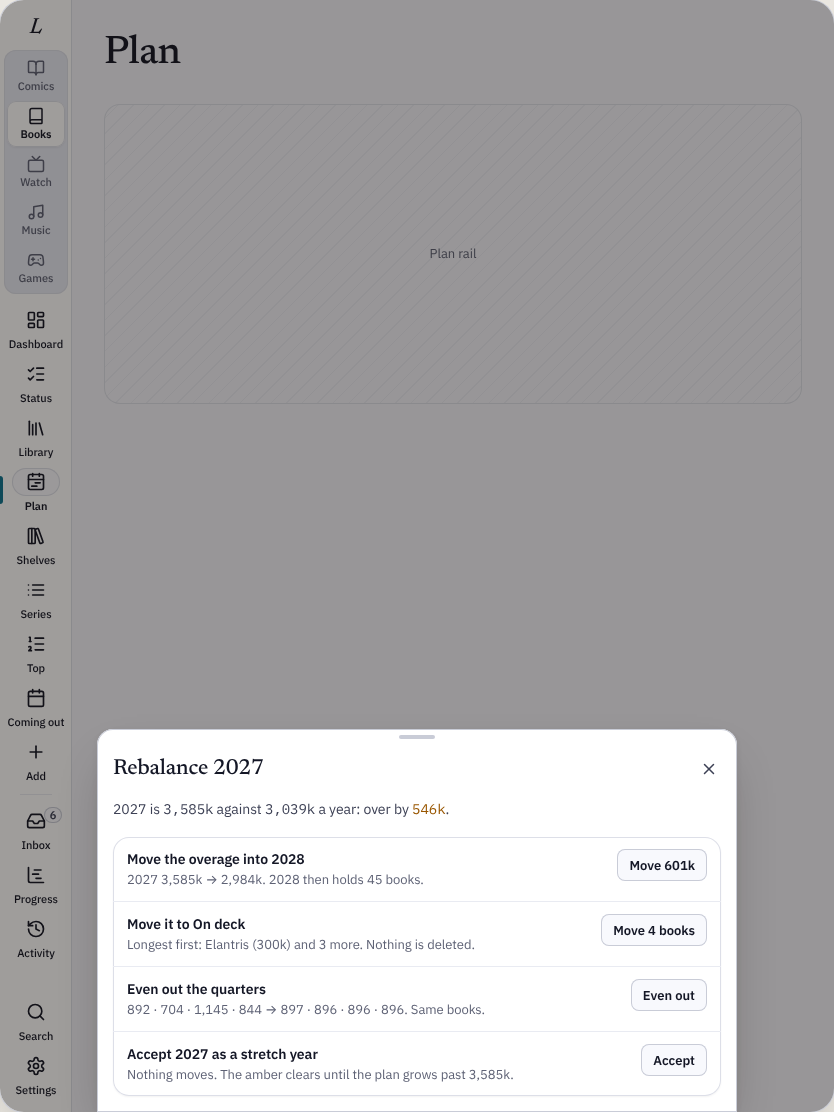 L
Comics
Books
Watch
Music
Games
Dashboard
Status
Library
Plan
Shelves
Series
Top
Coming out
Add
6
Inbox
Progress
Activity
Search
Settings
Plan
Plan rail
Rebalance 2027
2027 is 3,585k against 3,039k a year: over by 546k.
Move the overage into 2028
2027 3,585k → 2,984k. 2028 then holds 45 books.
Move 601k
Move it to On deck
Longest first: Elantris (300k) and 3 more. Nothing is deleted.
Move 4 books
Even out the quarters
892 · 704 · 1,145 · 844 → 897 · 896 · 896 · 896. Same books.
Even out
Accept 2027 as a stretch year
Nothing moves. The amber clears until the plan grows past 3,585k.
Accept